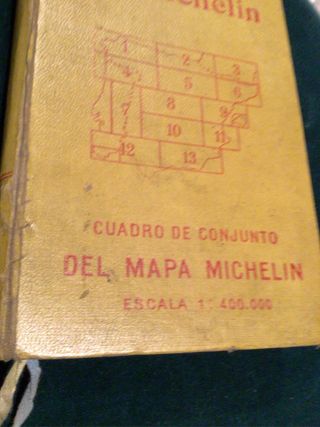 Michelin
1 2 3
4 5 6
7 8 9
10 11
12 13
CUADRO DE CONJUNTO
DEL MAPA MICHELIN
ESCALA 1: 400.000